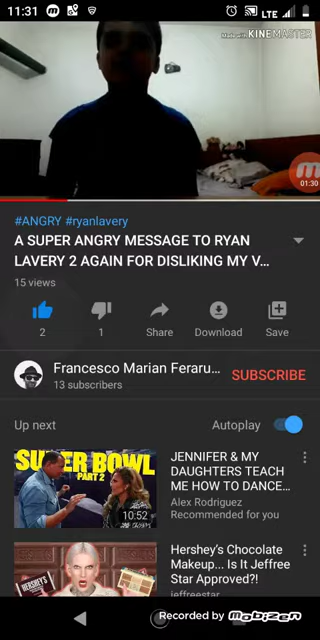 11:31
LTE
Made with KINEMASTER
01:30
#ANGRY #ryanlavery
A SUPER ANGRY MESSAGE TO RYAN
LAVERY 2 AGAIN FOR DISLIKING MY V...
15 views
2 1 Share Download Save
Francesco Marian Feraru...
13 subscribers
SUBSCRIBE
Up next
Autoplay
SUPER BOWL
PART 2
10:52
JENNIFER & MY
DAUGHTERS TEACH
ME HOW TO DANCE...
Alex Rodriguez
Recommended for you
HERSHEY'S
Hershey's Chocolate
Makeup... Is It Jeffree
Star Approved?!
jeffreestar
Recorded by mobizen